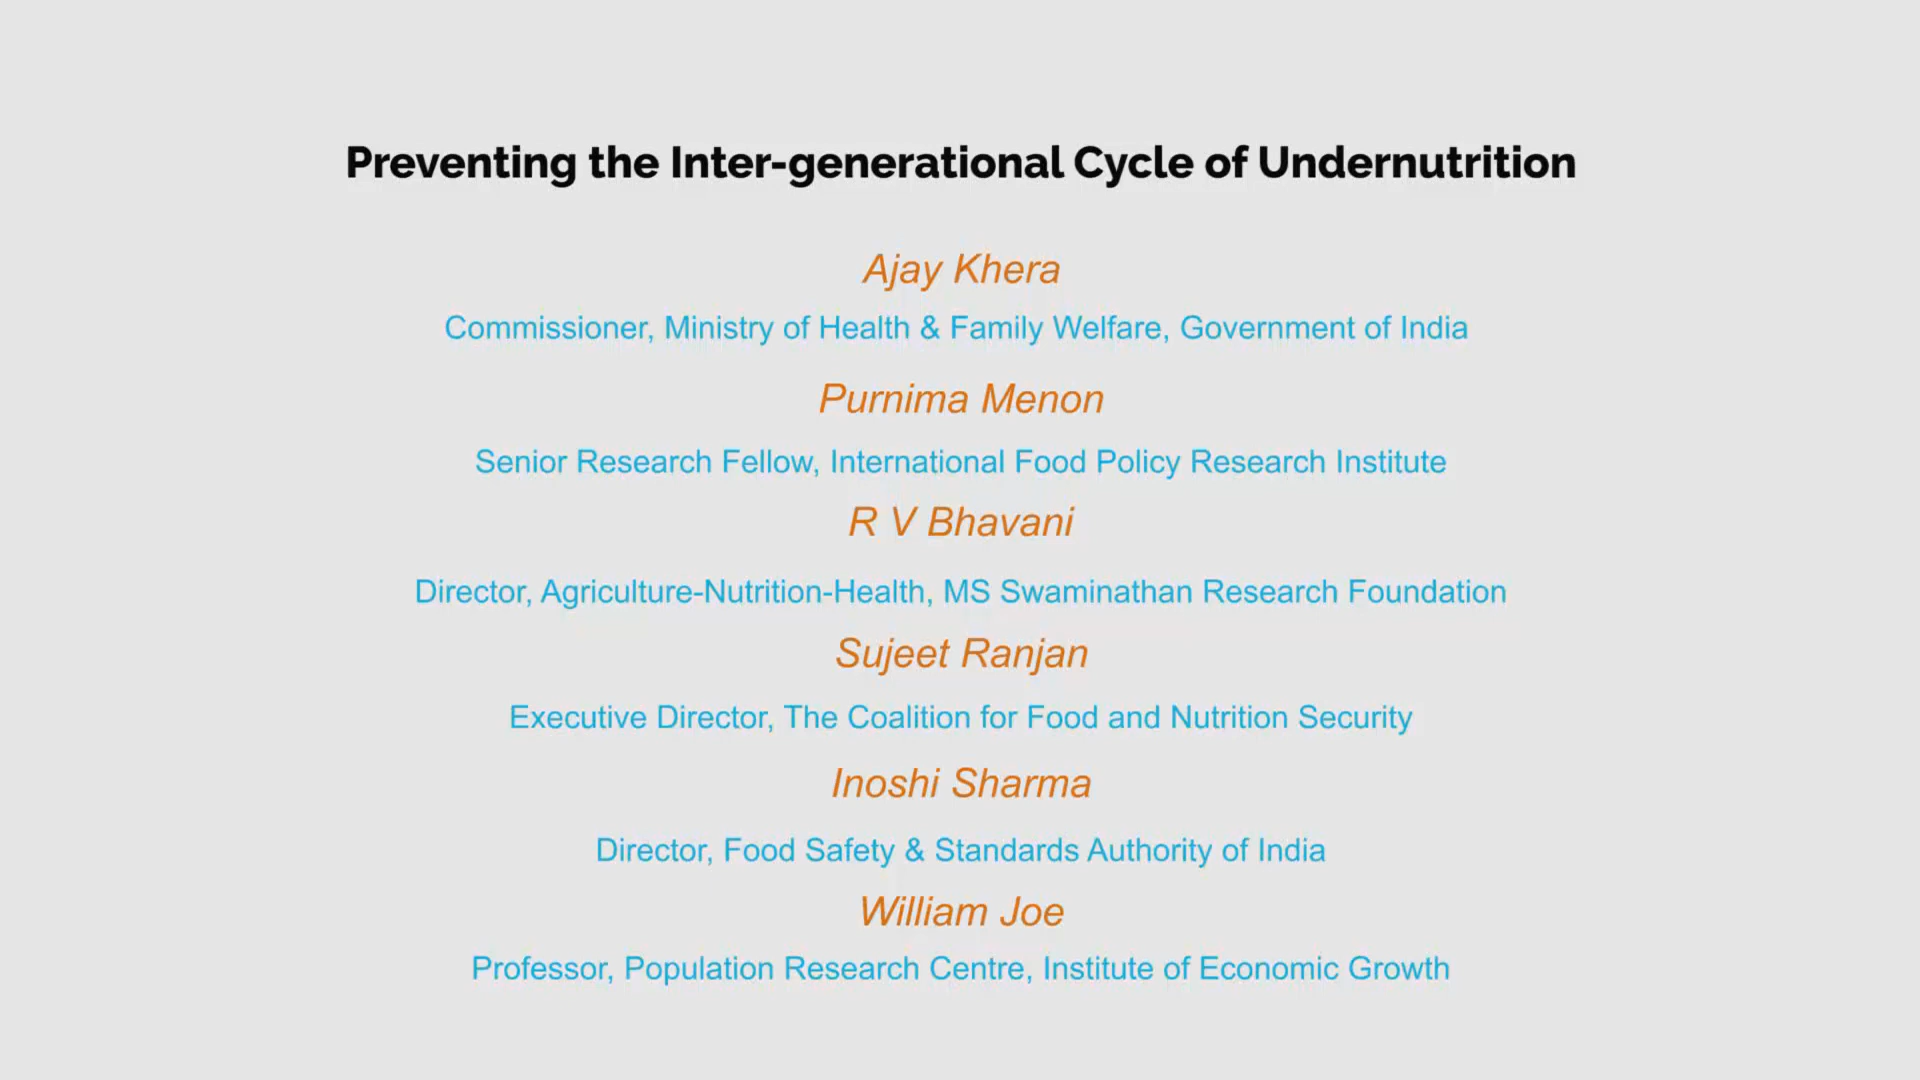 Preventing the Inter-generational Cycle of Undernutrition
Ajay Khera
Commissioner, Ministry of Health & Family Welfare, Government of India
Purnima Menon
Senior Research Fellow, International Food Policy Research Institute
R V Bhavani
Director, Agriculture-Nutrition-Health, MS Swaminathan Research Foundation
Sujeet Ranjan
Executive Director, The Coalition for Food and Nutrition Security
Inoshi Sharma
Director, Food Safety & Standards Authority of India
William Joe
Professor, Population Research Centre, Institute of Economic Growth